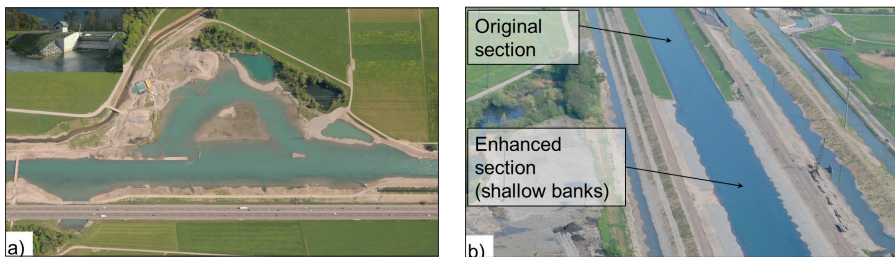 a)
Original
section
Enhanced
section
(shallow banks)
b)